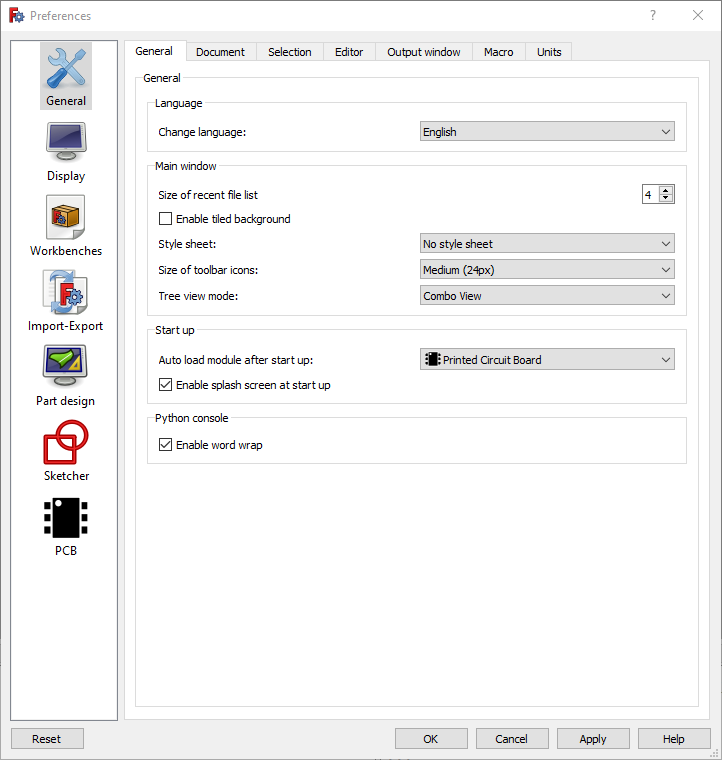 Preferences
General
Display
Workbenches
Import-Export
Part design
Sketcher
PCB
General Document Selection Editor Output window Macro Units
General
Language
Change language: English
Main window
Size of recent file list 4
Enable tiled background
Style sheet: No style sheet
Size of toolbar icons: Medium (24px)
Tree view mode: Combo View
Start up
Auto load module after start up: Printed Circuit Board
Enable splash screen at start up
Python console
Enable word wrap
Reset OK Cancel Apply Help